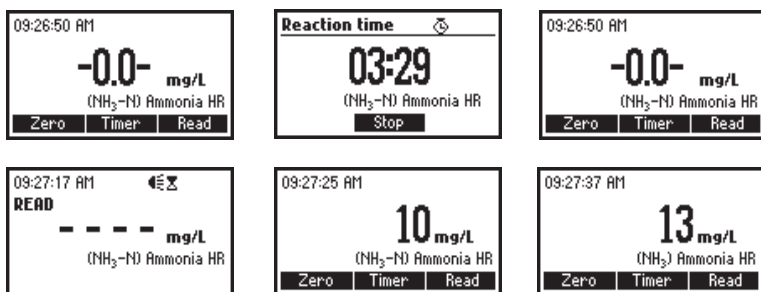 09:26:50 AM
-0.0- mg/L
(NH₃-N) Ammonia HR
Zero Timer Read
Reaction time
03:29
(NH₃-N) Ammonia HR
Stop
09:26:50 AM
-0.0- mg/L
(NH₃-N) Ammonia HR
Zero Timer Read
09:27:17 AM
READ
- - - - mg/L
(NH₃-N) Ammonia HR
09:27:25 AM
10 mg/L
(NH₃-N) Ammonia HR
Zero Timer Read
09:27:37 AM
13 mg/L
(NH₃) Ammonia HR
Zero Timer Read